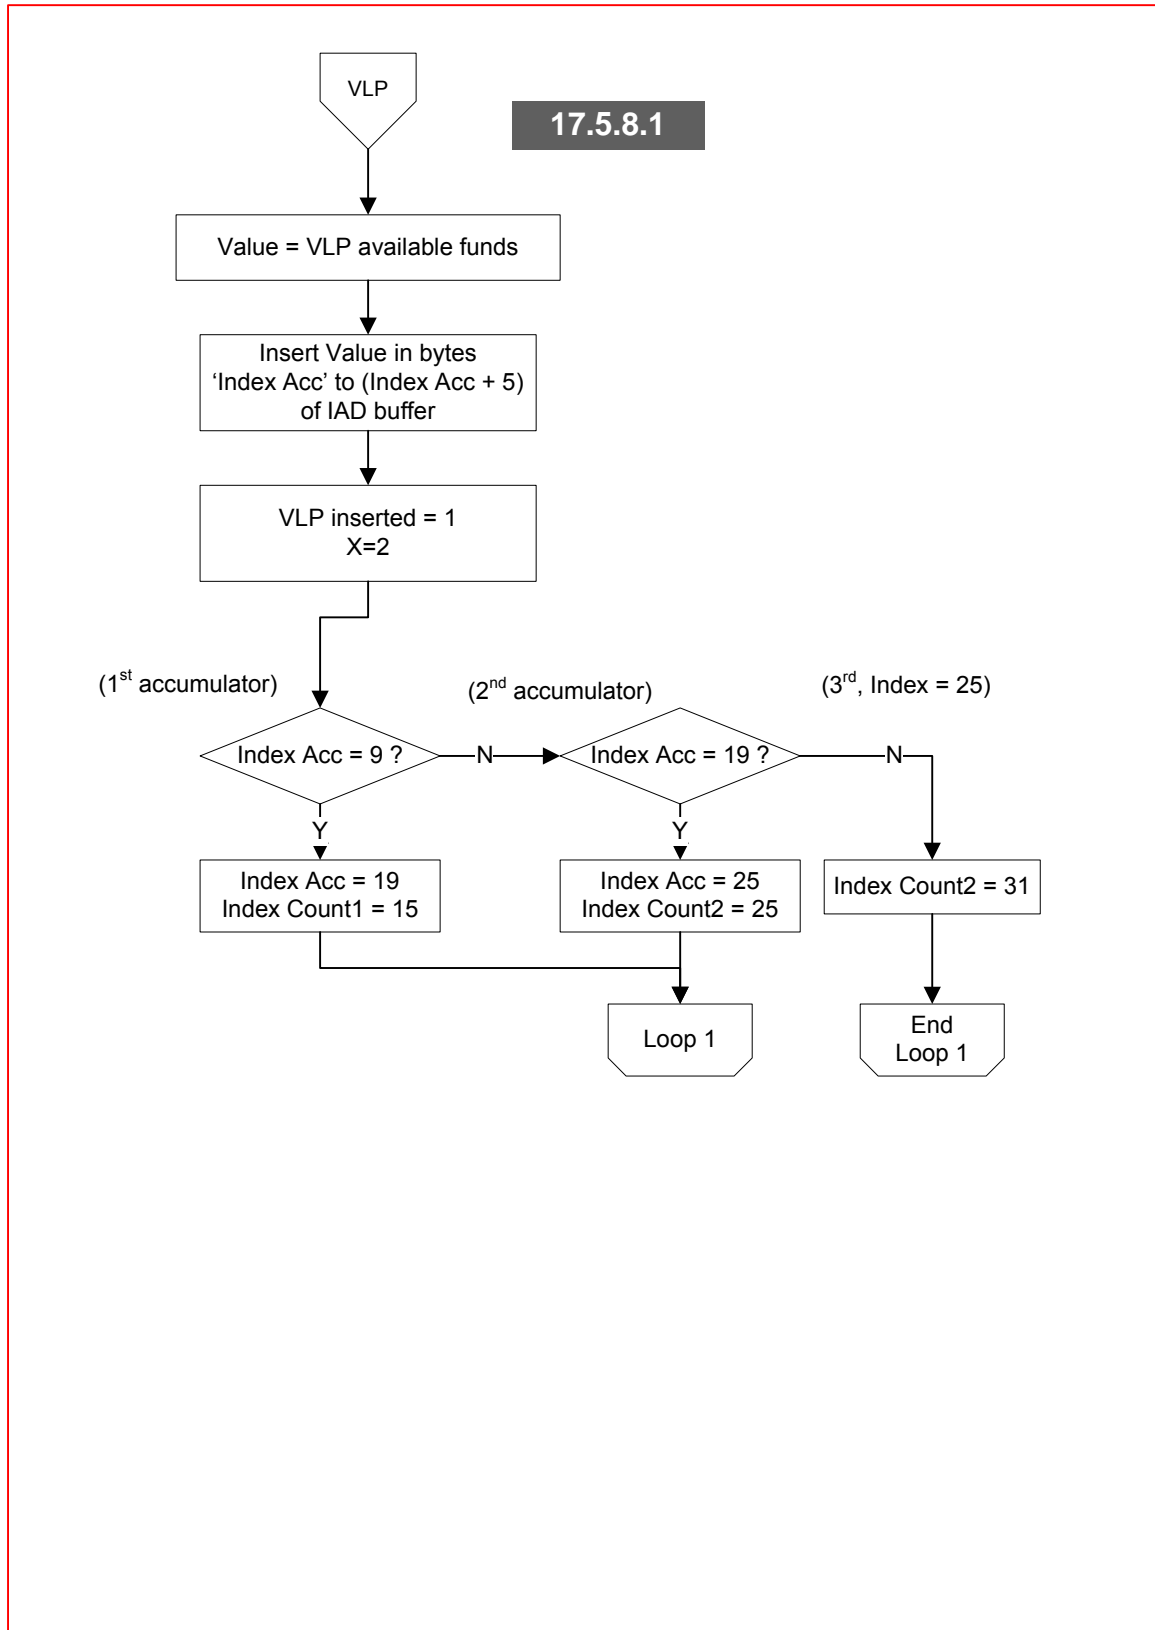 VLP
17.5.8.1
Value = VLP available funds
Insert Value in bytes
‘Index Acc’ to (Index Acc + 5)
of IAD buffer
VLP inserted = 1
X=2
(1st accumulator)
(2nd accumulator)
(3rd, Index = 25)
Index Acc = 9 ?
N
Index Acc = 19 ?
N
Y
Y
Index Acc = 19
Index Count1 = 15
Index Acc = 25
Index Count2 = 25
Index Count2 = 31
Loop 1
End
Loop 1